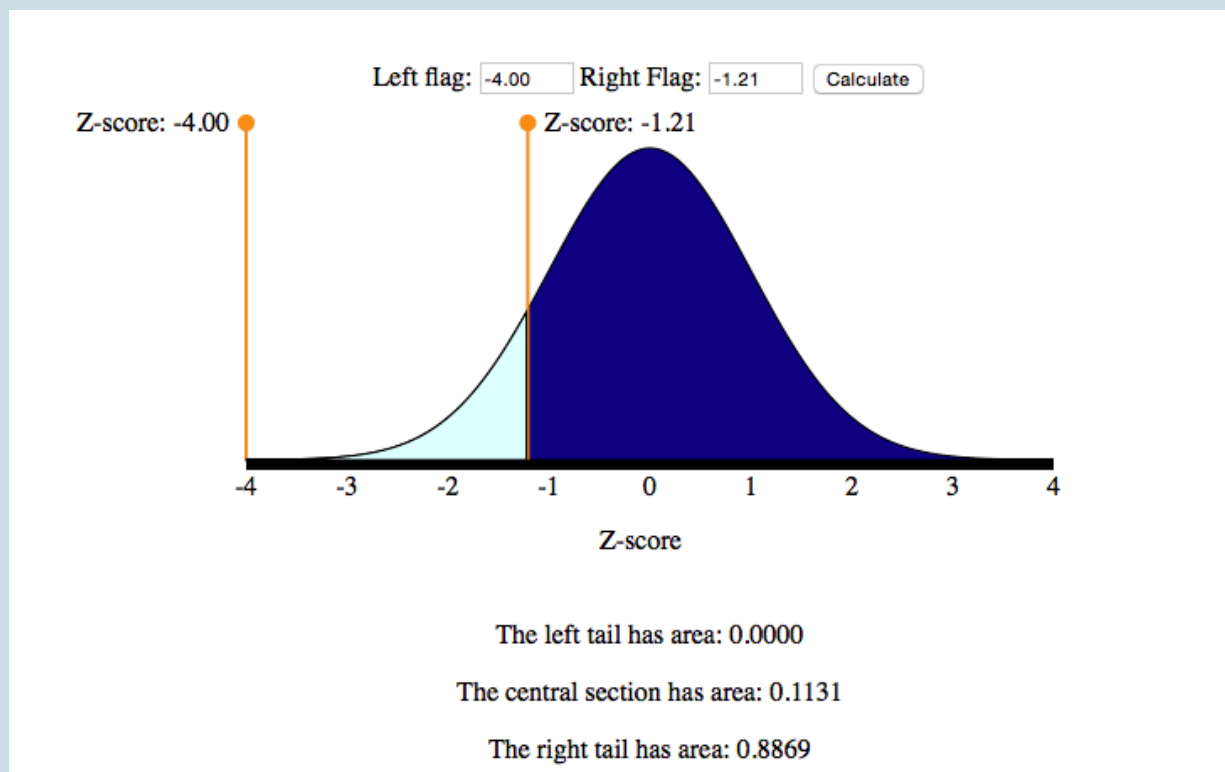 Left flag: -4.00 Right Flag: -1.21 Calculate
Z-score: -4.00 Z-score: -1.21
-4 -3 -2 -1 0 1 2 3 4
Z-score
The left tail has area: 0.0000
The central section has area: 0.1131
The right tail has area: 0.8869